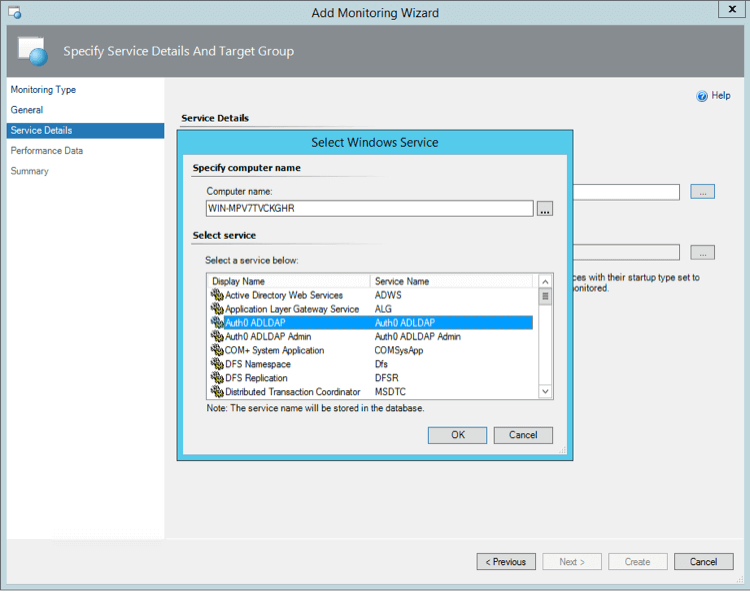 Add Monitoring Wizard
x
Specify Service Details And Target Group
Monitoring Type
General
Service Details
Performance Data
Summary
Help
Service Details
...
...
ces with their startup type set to
onitored.
Select Windows Service
Specify computer name
Computer name:
WIN-MPV7TVCKGHR
...
Select service
Select a service below:
Display Name Service Name
Active Directory Web Services ADWS
Application Layer Gateway Service ALG
Auth0 ADLDAP Auth0 ADLDAP
Auth0 ADLDAP Admin Auth0 ADLDAP Admin
COM+ System Application COMSysApp
DFS Namespace Dfs
DFS Replication DFSR
Distributed Transaction Coordinator MSDTC
Note: The service name will be stored in the database.
OK Cancel
< Previous Next > Create Cancel